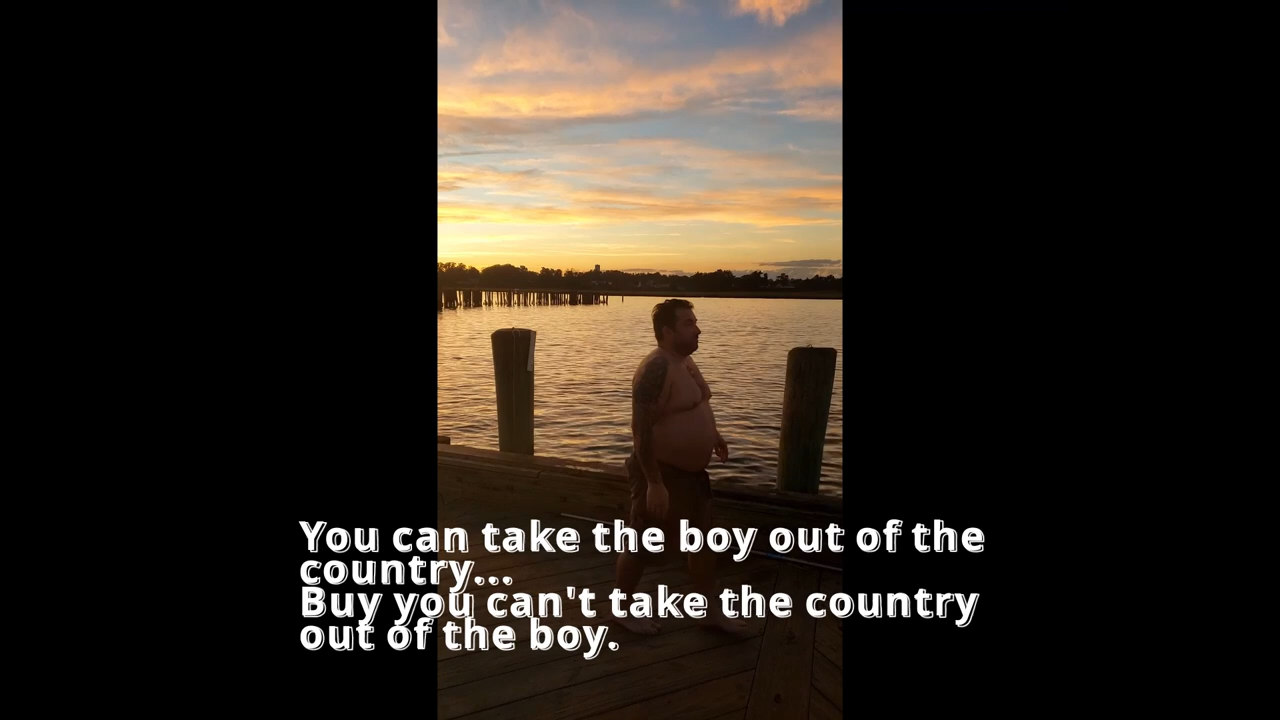 You can take the boy out of the
country...
Buy you can't take the country
out of the boy.